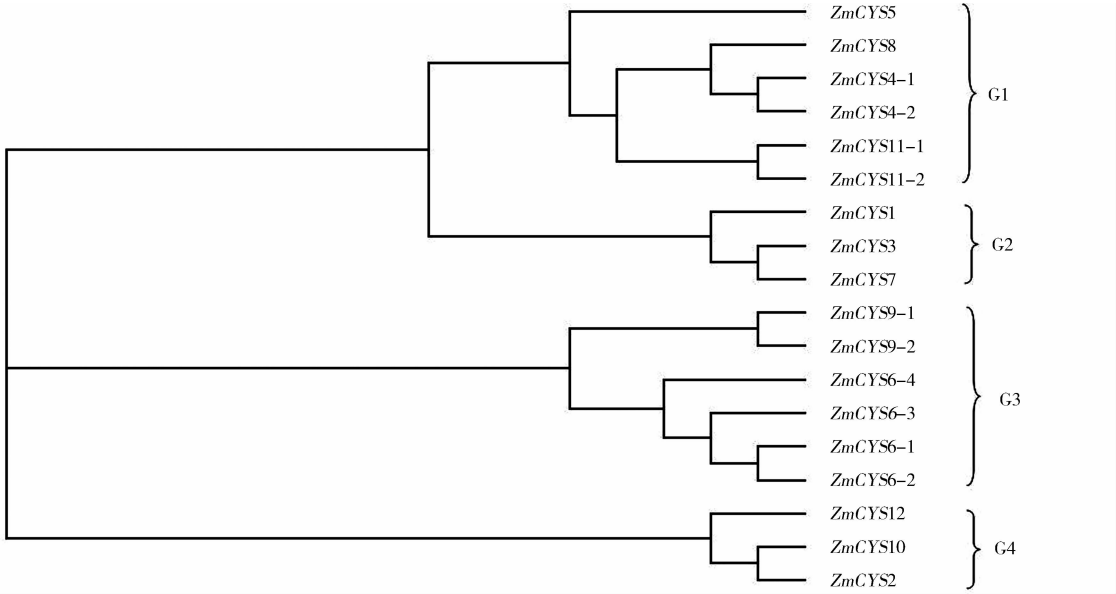 ZmCYS5
ZmCYS8
ZmCYS4-1
G1
ZmCYS4-2
ZmCYS11-1
ZmCYS11-2
ZmCYS1
ZmCYS3
G2
ZmCYS7
ZmCYS9-1
ZmCYS9-2
ZmCYS6-4
G3
ZmCYS6-3
ZmCYS6-1
ZmCYS6-2
ZmCYS12
ZmCYS10
G4
ZmCYS2